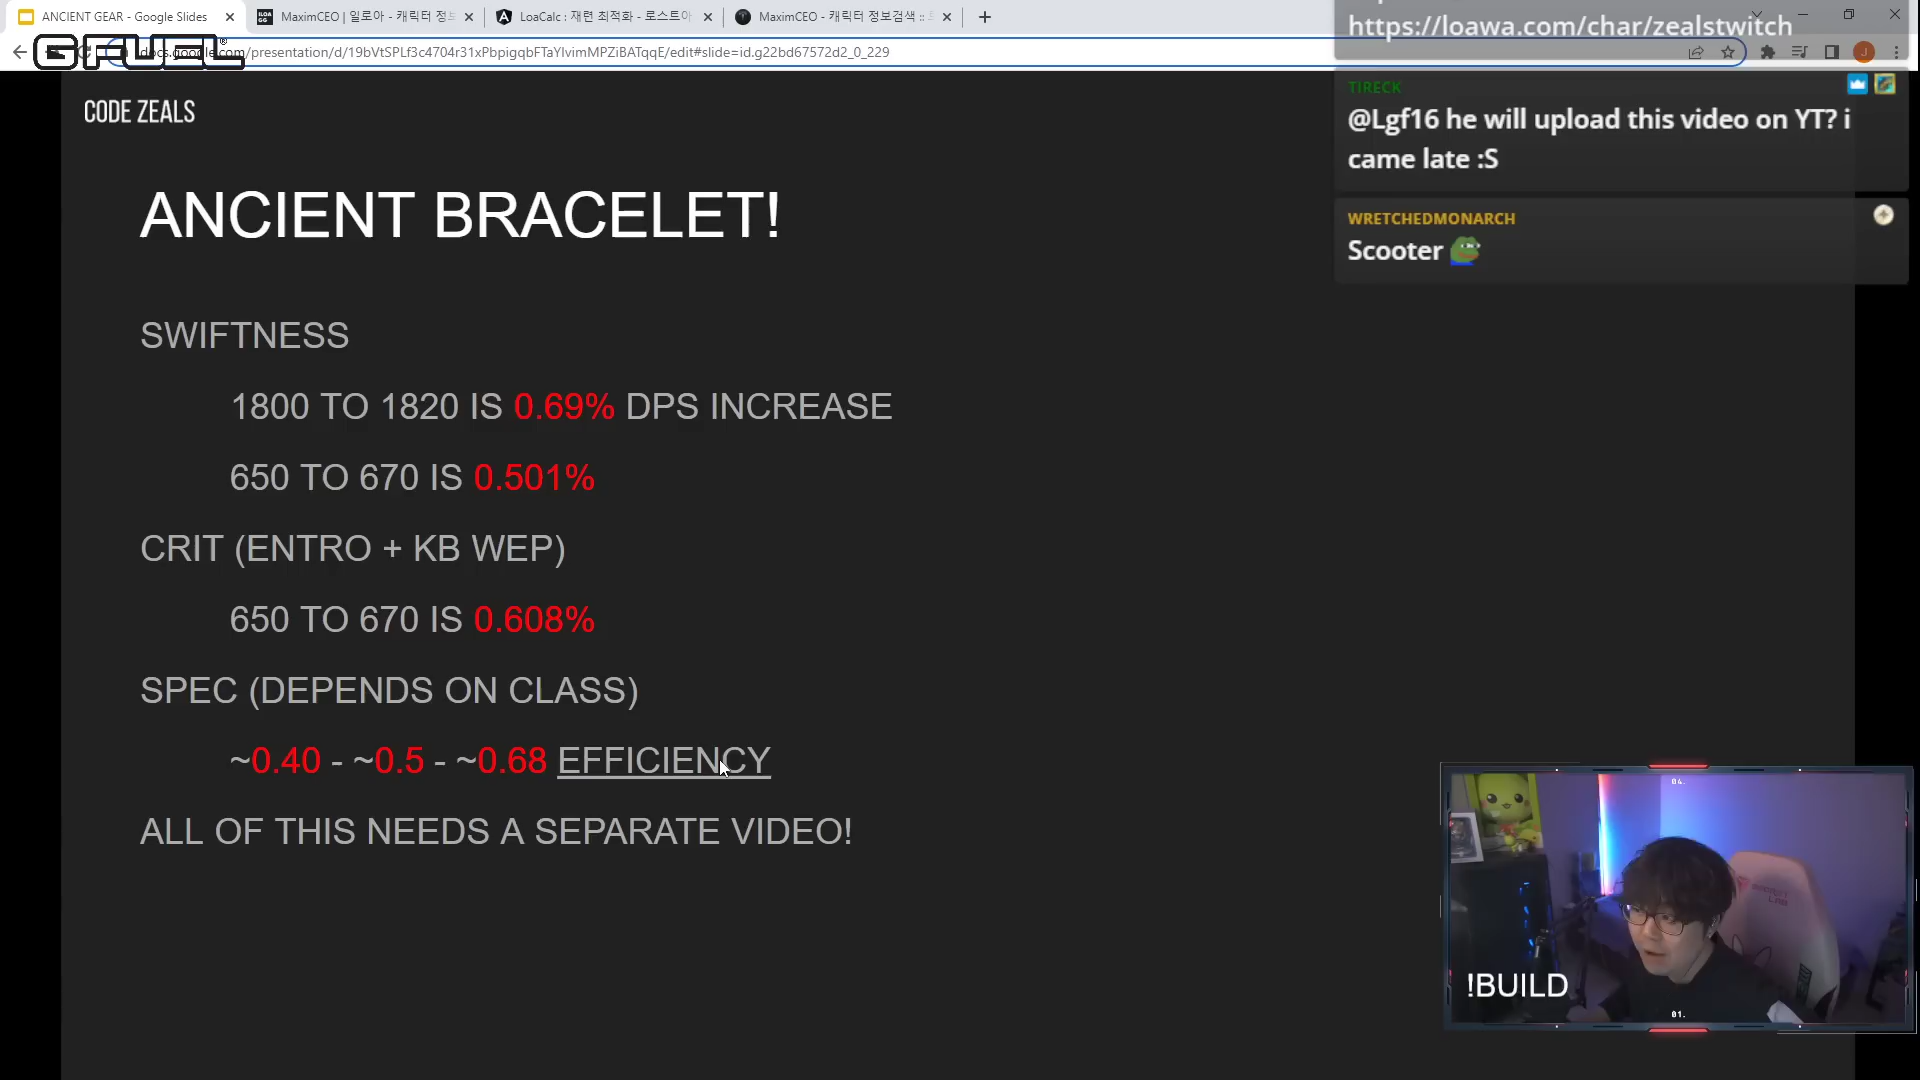 ANCIENT GEAR - Google Slides
MaximCEO | 일로아 - 캐릭터 정보
LoaCalc : 재련 최적화 - 로스트아
MaximCEO - 캐릭터 정보검색 ::
GFUEL
docs.google.com/presentation/d/19bVtSPLf3c4704r31xPbpigqbFTaYlvimMPZiBATqqE/edit#slide=id.g22bd67572d2_0_229
J
https://loawa.com/char/zealstwitch
TIRECK
@Lgf16 he will upload this video on YT? i
came late :S
WRETCHEDMONARCH
Scooter
CODE ZEALS
ANCIENT BRACELET!
SWIFTNESS
1800 TO 1820 IS 0.69% DPS INCREASE
650 TO 670 IS 0.501%
CRIT (ENTRO + KB WEP)
650 TO 670 IS 0.608%
SPEC (DEPENDS ON CLASS)
~0.40 - ~0.5 - ~0.68 EFFICIENCY
ALL OF THIS NEEDS A SEPARATE VIDEO!
04.
!BUILD
01.